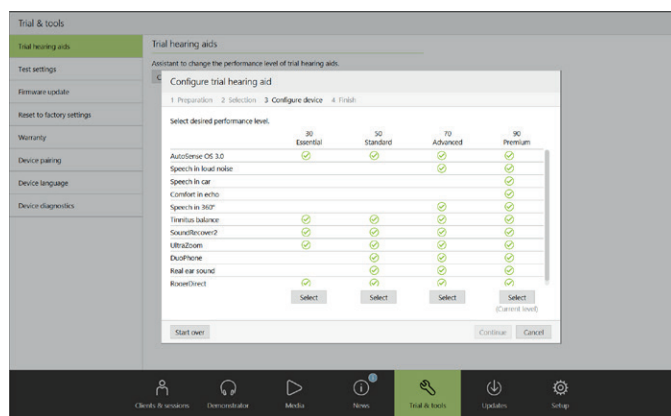 Trial & tools
Trial hearing aids
Test settings
Firmware update
Reset to factory settings
Warranty
Device pairing
Device language
Device diagnostics
Trial hearing aids
Assistant to change the performance level of trial hearing aids.
Configure trial hearing aid
1 Preparation 2 Selection 3 Configure device 4 Finish
Select desired performance level.
30 50 70 90
Essential Standard Advanced Premium
AutoSense OS 3.0
Speech in loud noise
Speech in car
Comfort in echo
Speech in 360°
Tinnitus balance
SoundRecover2
UltraZoom
DuoPhone
Real ear sound
RogerDirect
Select Select Select Select
(Current level)
Start over Continue Cancel
Clients & sessions Demonstrator Media News Trial & tools Updates Setup